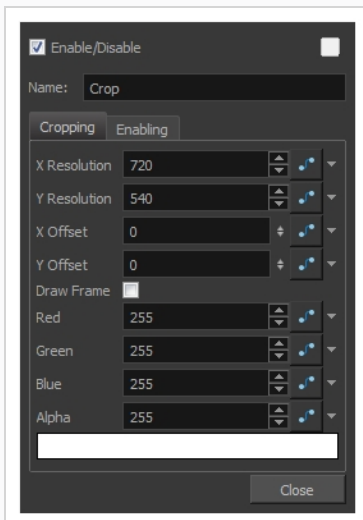 Enable/Disable
Name: Crop
Cropping Enabling
X Resolution 720
Y Resolution 540
X Offset 0
Y Offset 0
Draw Frame
Red 255
Green 255
Blue 255
Alpha 255
Close